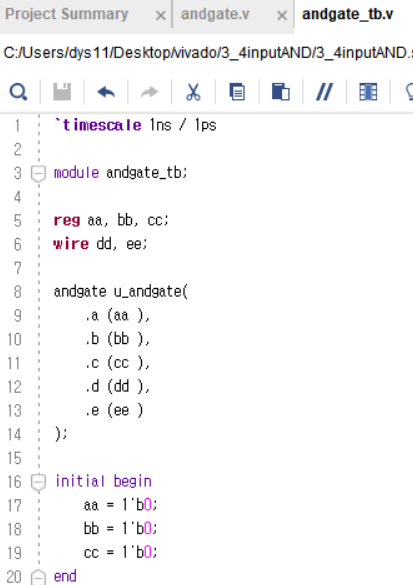 Project Summary × andgate.v × andgate_tb.v
C:/Users/dys11/Desktop/vivado/3_4inputAND/3_4inputAND.s
1 `timescale 1ns / 1ps
2
3 module andgate_tb;
4
5 reg aa, bb, cc;
6 wire dd, ee;
7
8 andgate u_andgate(
9 .a (aa ),
10 .b (bb ),
11 .c (cc ),
12 .d (dd ),
13 .e (ee )
14 );
15
16 initial begin
17 aa = 1'b0;
18 bb = 1'b0;
19 cc = 1'b0;
20 end